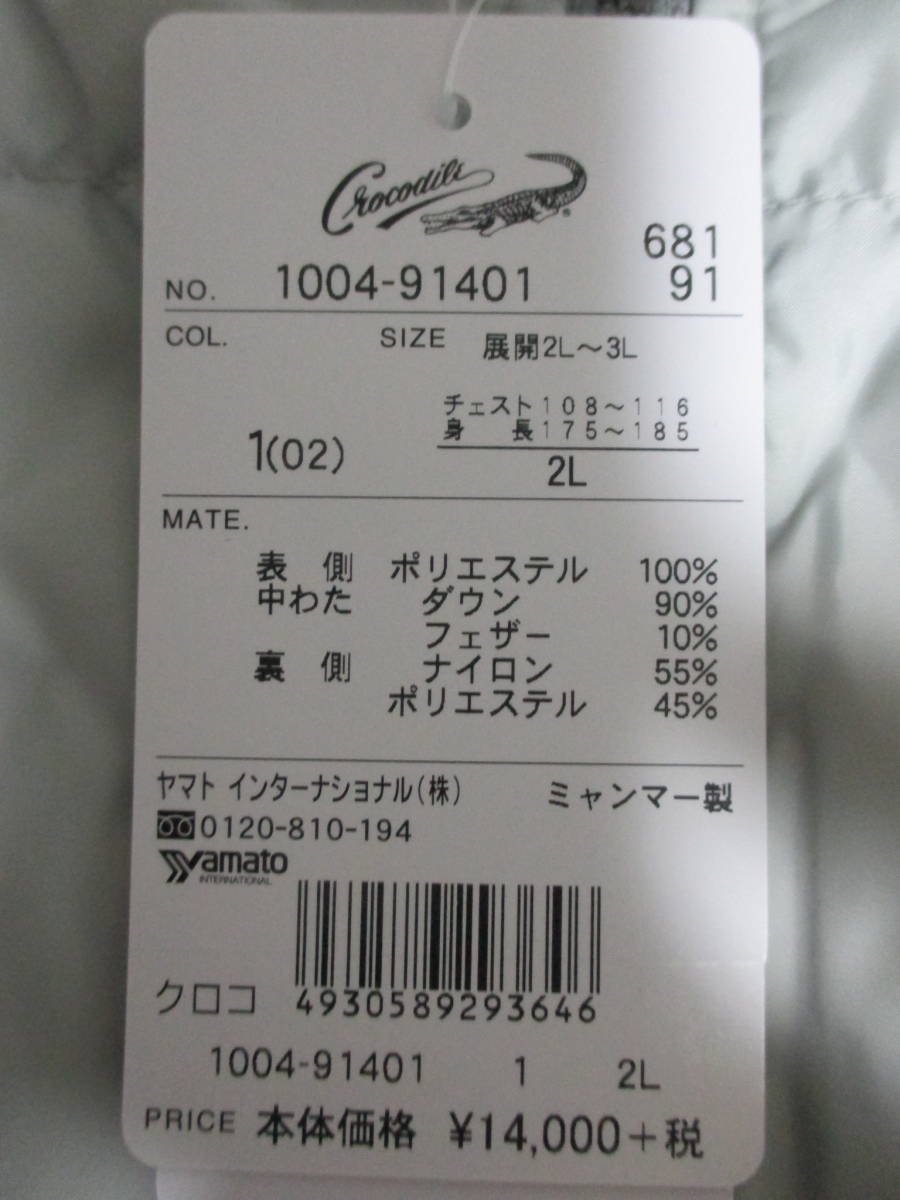 Crocodile
681
NO. 1004-91401 91
COL. SIZE 展開2L～3L
チェスト108～116
身 長175～185
1(02) 2L
MATE.
表 側 ポリエステル 100%
中わた ダウン 90%
フェザー 10%
裏 側 ナイロン 55%
ポリエステル 45%
ヤマト インターナショナル(株) ミャンマー製
0120-810-194
Yamato
INTERNATIONAL
クロコ 4930589293646
1004-91401 1 2L
PRICE 本体価格 ¥14,000+税